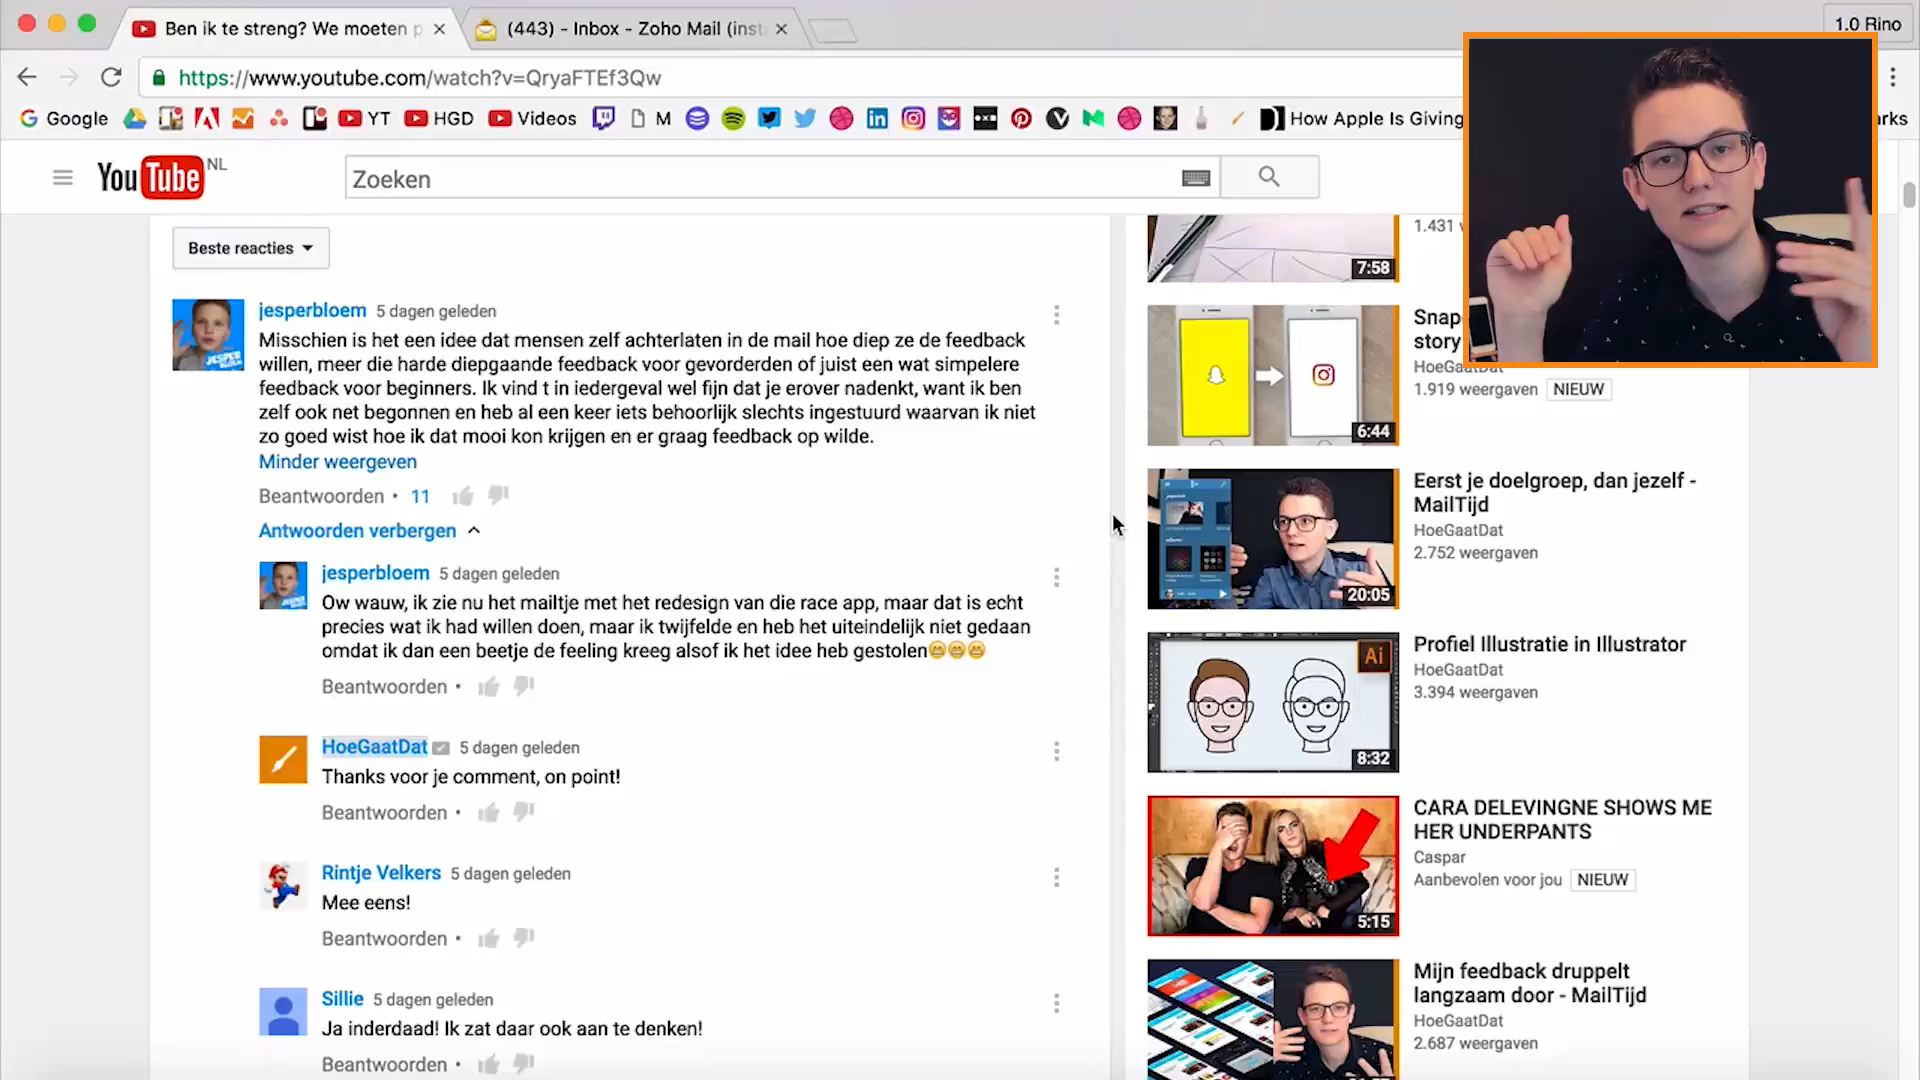 Ben ik te streng? We moeten p
(443) - Inbox - Zoho Mail (inst
1.0 Rino
https://www.youtube.com/watch?v=QryaFTEf3Qw
Google
YT
HGD
Videos
M
How Apple Is Giving
arks
YouTube NL
Zoeken
Beste reacties
jesperbloem 5 dagen geleden
Misschien is het een idee dat mensen zelf achterlaten in de mail hoe diep ze de feedback
willen, meer die harde diepgaande feedback voor gevorderden of juist een wat simpelere
feedback voor beginners. Ik vind t in iedergeval wel fijn dat je erover nadenkt, want ik ben
zelf ook net begonnen en heb al een keer iets behoorlijk slechts ingestuurd waarvan ik niet
zo goed wist hoe ik dat mooi kon krijgen en er graag feedback op wilde.
Minder weergeven
Beantwoorden • 11
Antwoorden verbergen
jesperbloem 5 dagen geleden
Ow wauw, ik zie nu het mailtje met het redesign van die race app, maar dat is echt
precies wat ik had willen doen, maar ik twijfelde en heb het uiteindelijk niet gedaan
omdat ik dan een beetje de feeling kreeg alsof ik het idee heb gestolen😁😁😁
Beantwoorden •
HoeGaatDat 5 dagen geleden
Thanks voor je comment, on point!
Beantwoorden •
Rintje Velkers 5 dagen geleden
Mee eens!
Beantwoorden •
Sillie 5 dagen geleden
Ja inderdaad! Ik zat daar ook aan te denken!
Beantwoorden •
7:58
1.431
6:44
Snap
story
HoeGaatDat
1.919 weergaven NIEUW
20:05
Eerst je doelgroep, dan jezelf -
MailTijd
HoeGaatDat
2.752 weergaven
Ai
8:32
Profiel Illustratie in Illustrator
HoeGaatDat
3.394 weergaven
5:15
CARA DELEVINGNE SHOWS ME
HER UNDERPANTS
Caspar
Aanbevolen voor jou NIEUW
Mijn feedback druppelt
langzaam door - MailTijd
HoeGaatDat
2.687 weergaven